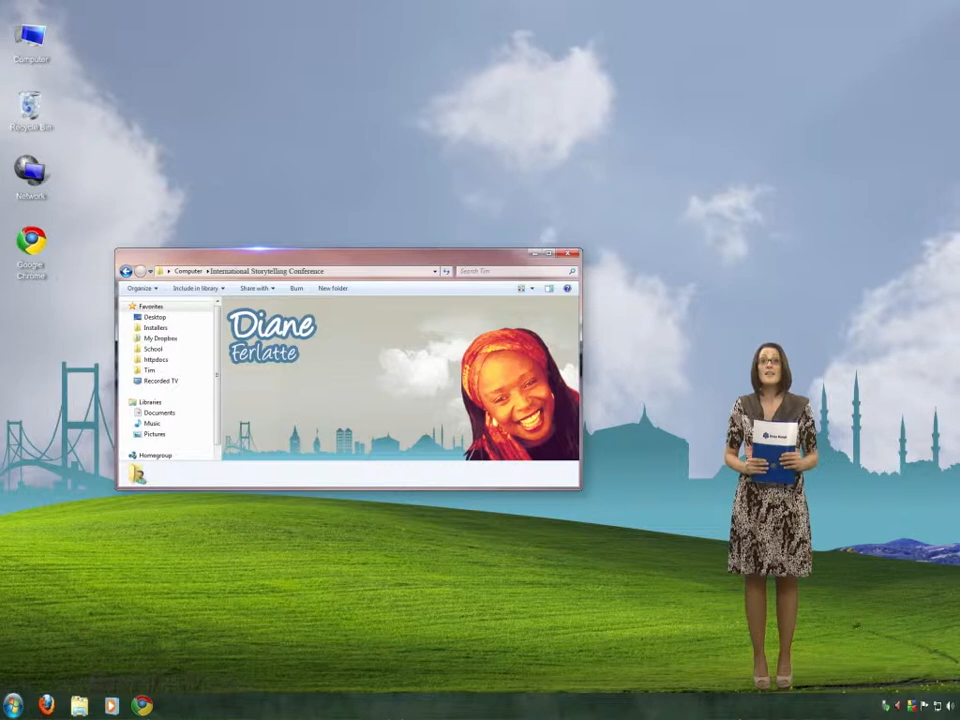 Computer
Recycle Bin
Network
Google
Chrome
Computer
International Storytelling Conference
Search Tim
Organize
Include in library
Share with
Burn
New folder
Favorites
Desktop
Installers
My Dropbox
School
httpdocs
Tim
Recorded TV
Libraries
Documents
Music
Pictures
Homegroup
Diane
Ferlatte